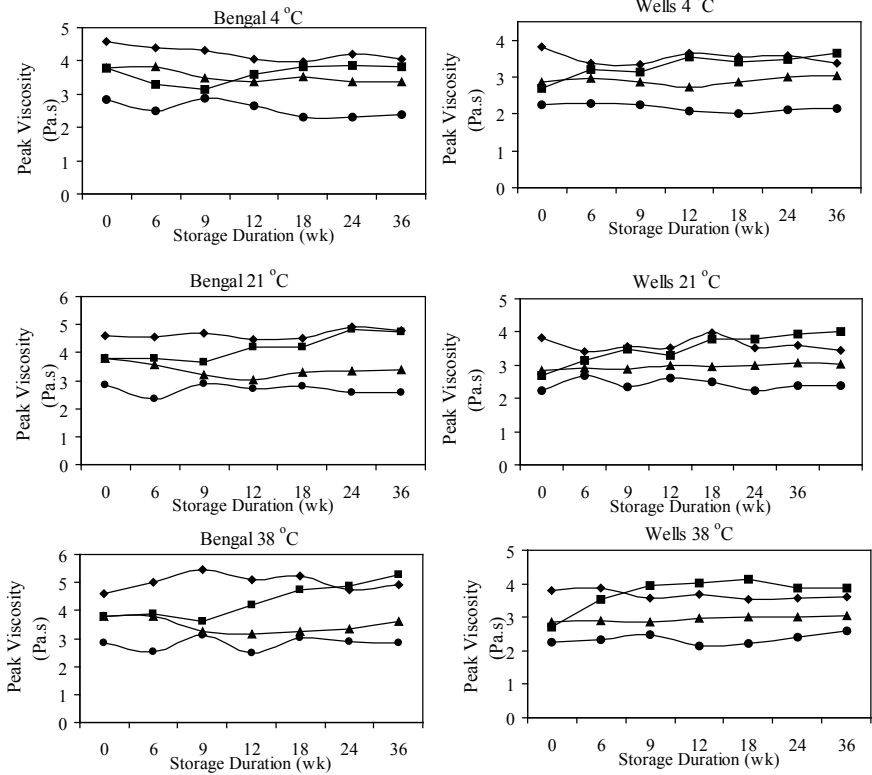 Bengal 4 °C
5
4
3
2
1
0
Peak Viscosity
(Pa.s)
0 6 9 12 18 24 36
Storage Duration (wk)
Wells 4 °C
4
3
2
1
0
Peak Viscosity
(Pa.s)
0 6 9 12 18 24 36
Storage Duration (wk)
Bengal 21 °C
6
5
4
3
2
1
0
Peak Viscosity
(Pa.s)
0 6 9 12 18 24 36
Storage Duration (wk)
Wells 21 °C
5
4
3
2
1
0
Peak Viscosity
(Pa.s)
0 6 9 12 18 24 36
Storage Duration (wk)
Bengal 38 °C
6
5
4
3
2
1
0
Peak Viscosity
(Pa.s)
0 6 9 12 18 24 36
Storage Duration (wk)
Wells 38 °C
5
4
3
2
1
0
Peak Viscosity
(Pa.s)
0 6 9 12 18 24 36
Storage Duration (wk)